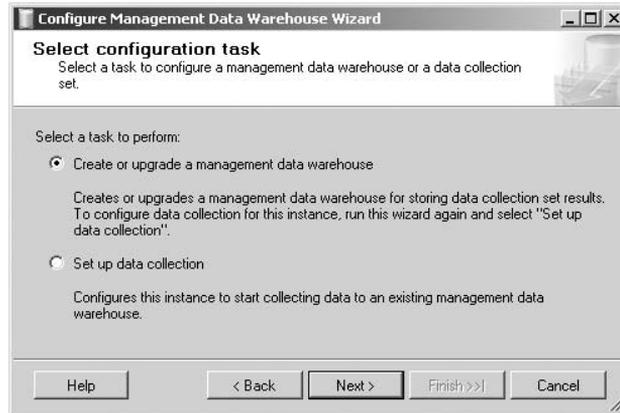 Configure Management Data Warehouse Wizard
Select configuration task
Select a task to configure a management data warehouse or a data collection
set.
Select a task to perform:
Create or upgrade a management data warehouse
Creates or upgrades a management data warehouse for storing data collection set results.
To configure data collection for this instance, run this wizard again and select "Set up
data collection".
Set up data collection
Configures this instance to start collecting data to an existing management data
warehouse.
Help < Back Next > Finish >>| Cancel